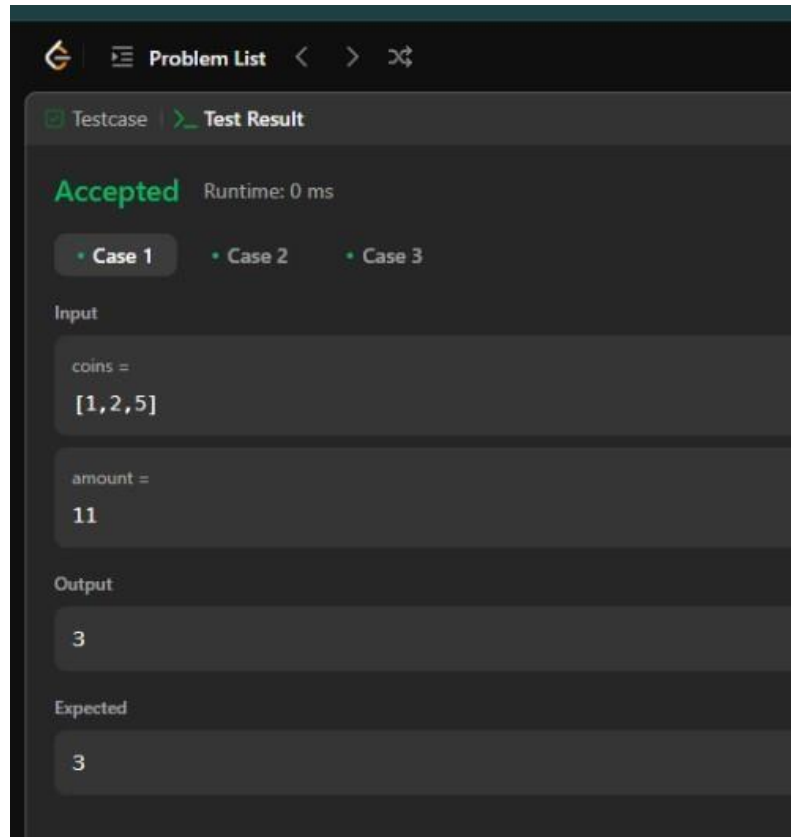 Problem List
Testcase Test Result
Accepted Runtime: 0 ms
Case 1 Case 2 Case 3
Input
coins =
[1,2,5]
amount =
11
Output
3
Expected
3